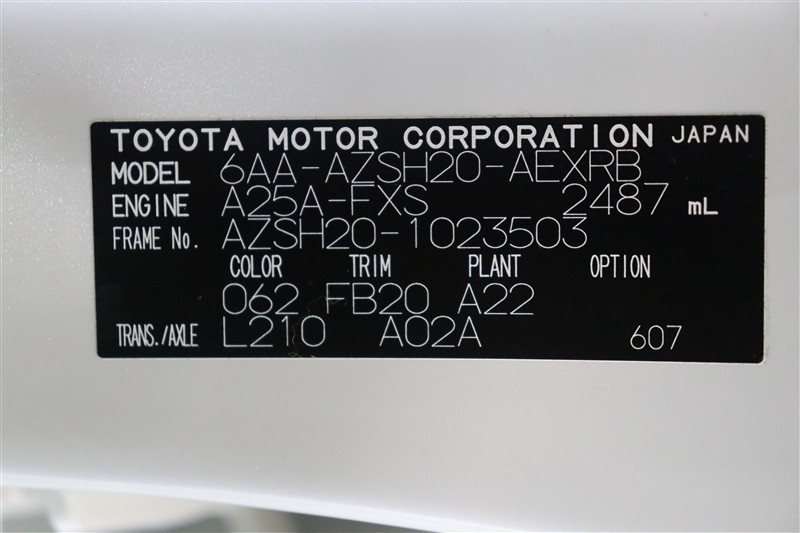 TOYOTA MOTOR CORPORATION JAPAN
MODEL 6AA-AZSH20-AEXRB
ENGINE A25A-FXS 2487 mL
FRAME No. AZSH20-1023503
COLOR TRIM PLANT OPTION
062 FB20 A22
TRANS./AXLE L210 A02A 607